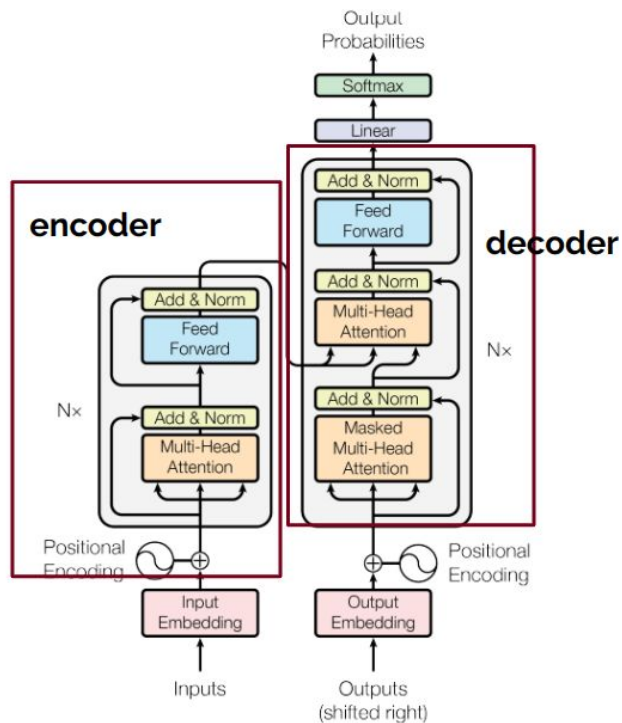 Output
Probabilities
Softmax
Linear
encoder
Add & Norm
Feed
Forward
Add & Norm
Multi-Head
Attention
Nx
Positional
Encoding
Input
Embedding
Inputs
decoder
Add & Norm
Feed
Forward
Add & Norm
Multi-Head
Attention
Add & Norm
Masked
Multi-Head
Attention
Nx
Positional
Encoding
Output
Embedding
Outputs
(shifted right)